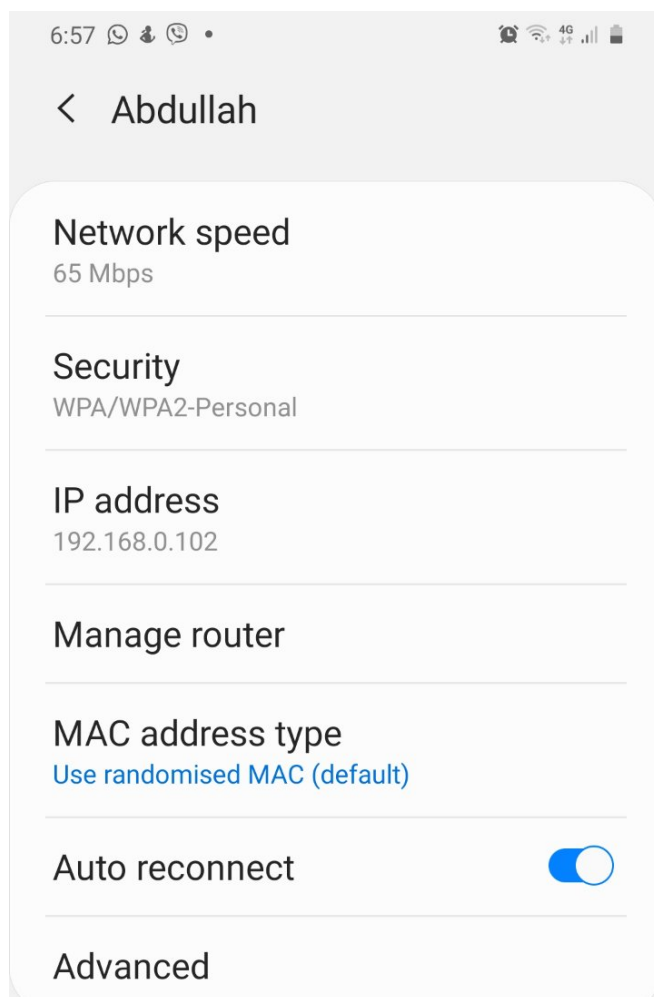 6:57
4G
Abdullah
Network speed
65 Mbps
Security
WPA/WPA2-Personal
IP address
192.168.0.102
Manage router
MAC address type
Use randomised MAC (default)
Auto reconnect
Advanced